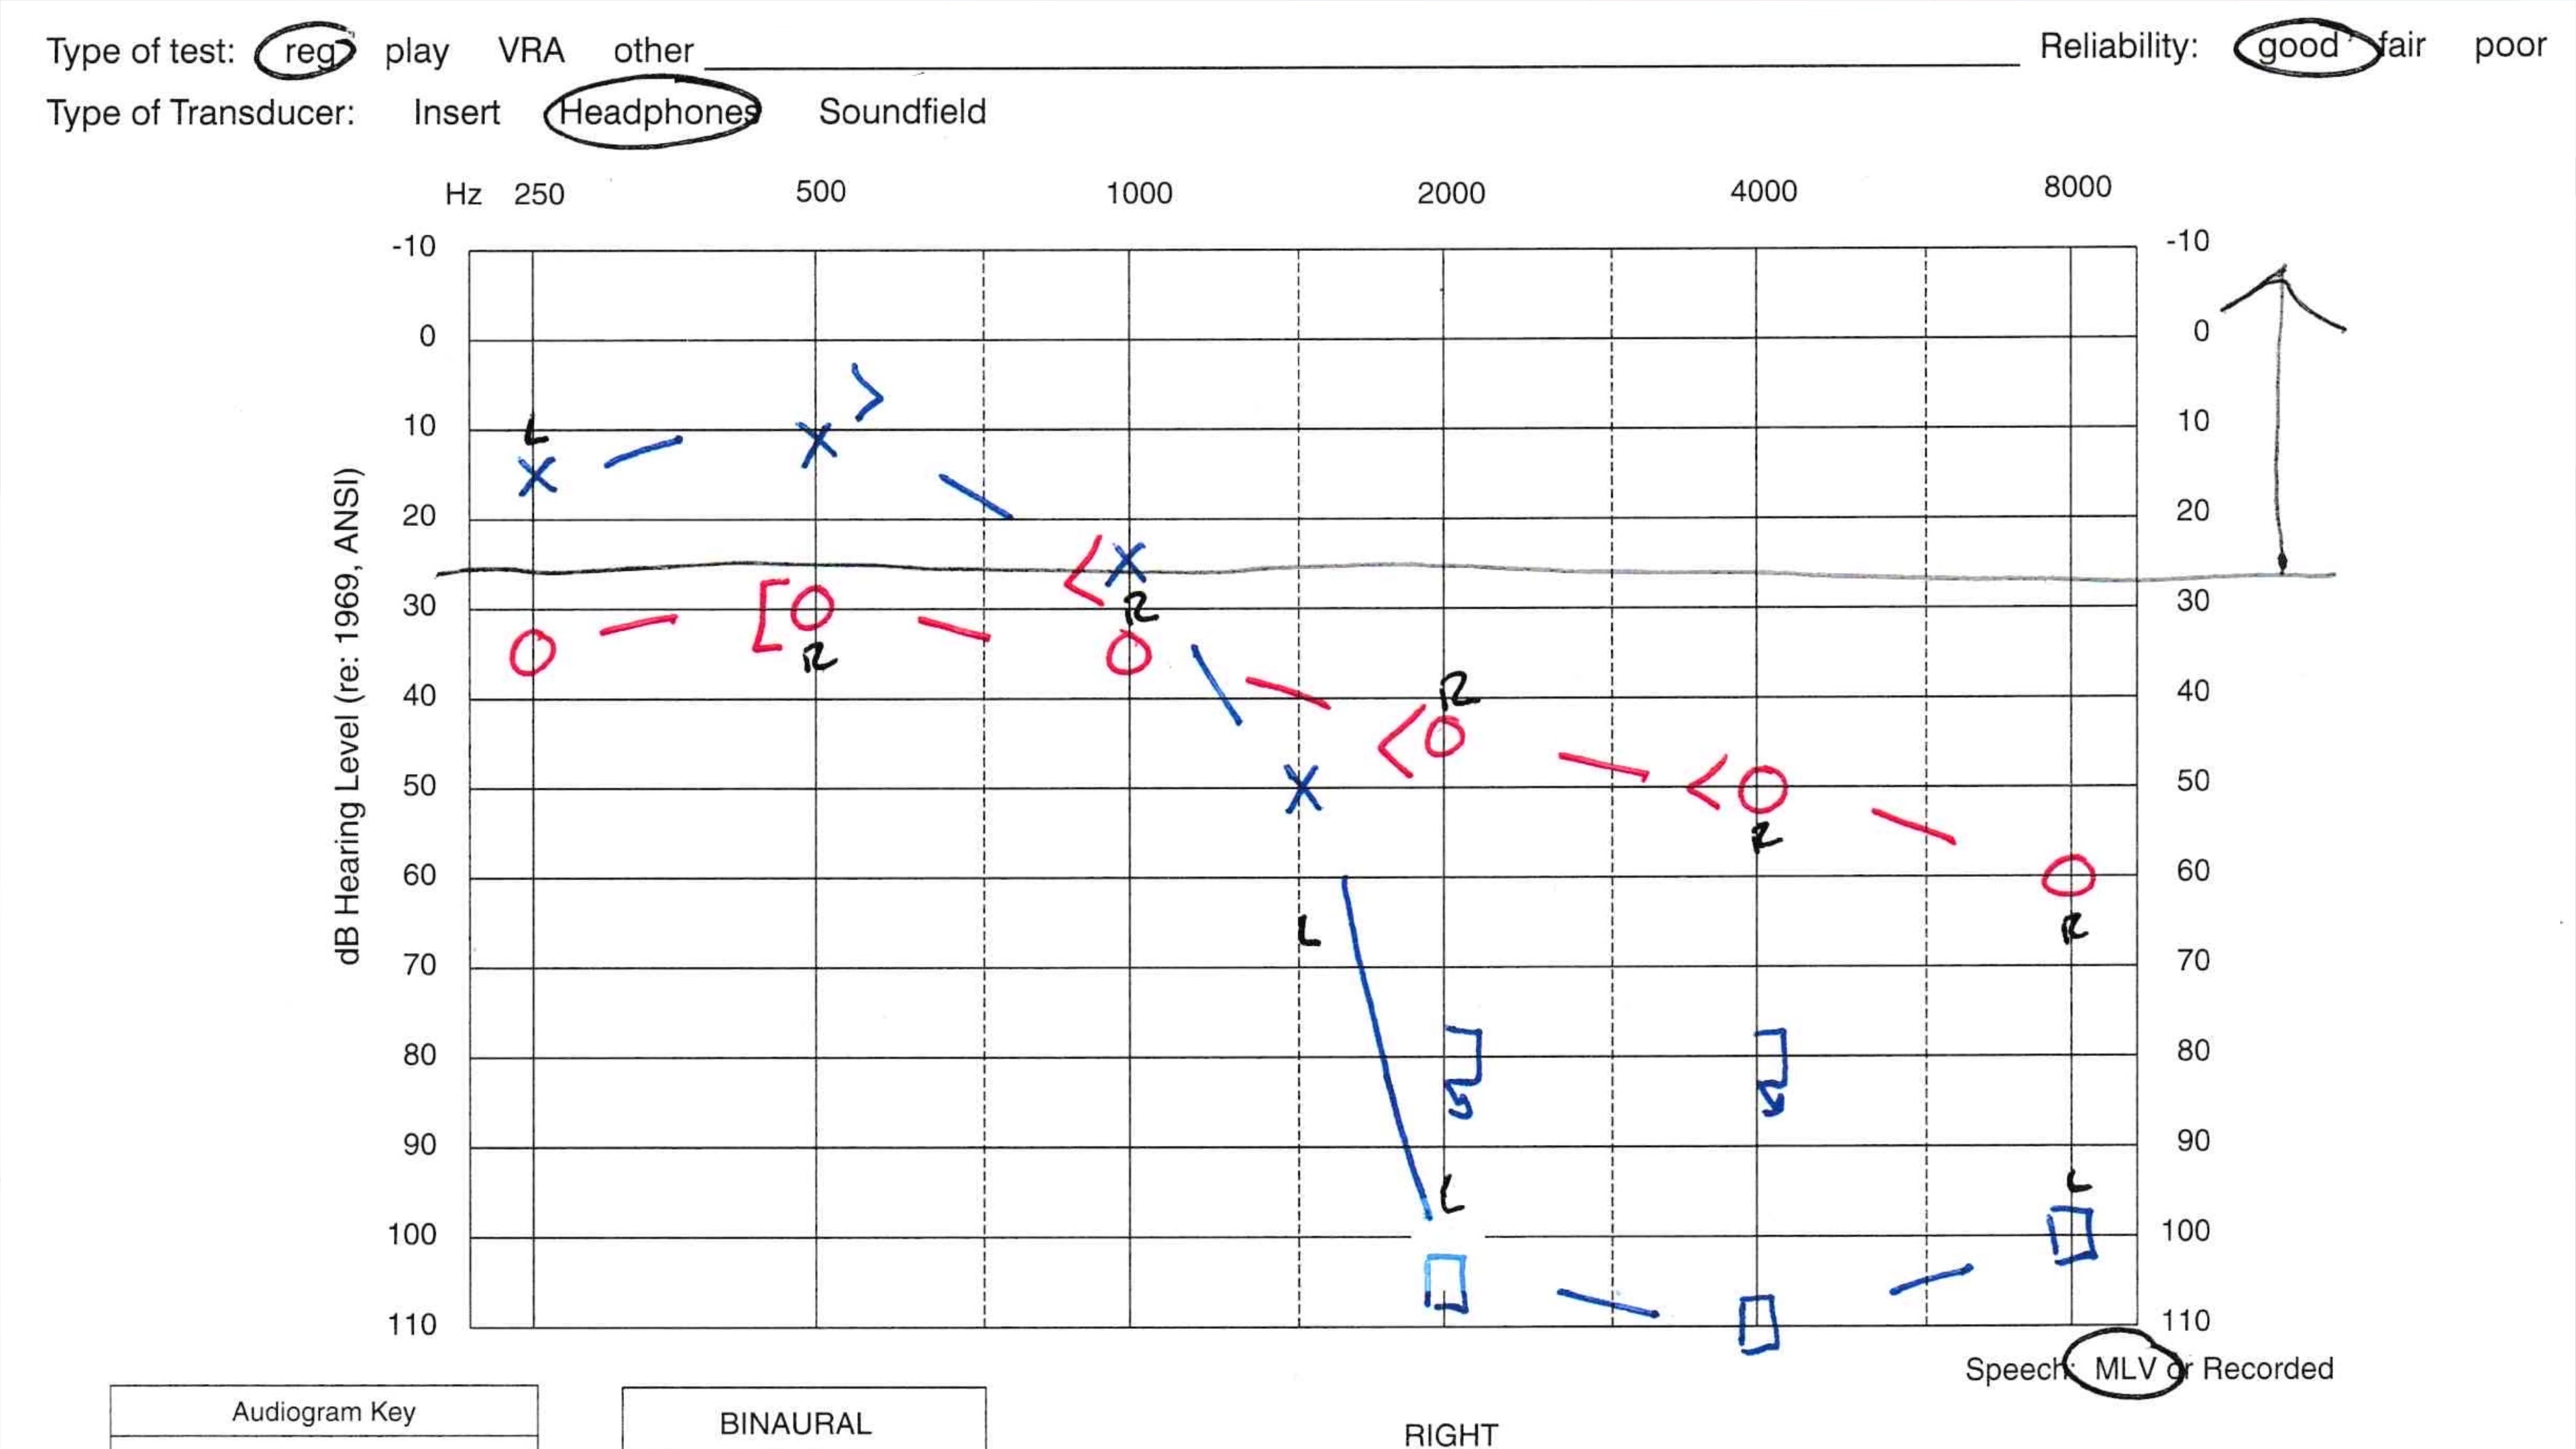 Type of test: reg play VRA other Reliability: good fair poor
Type of Transducer: Insert Headphones Soundfield
Hz 250 500 1000 2000 4000 8000
-10 -10
0 0
L
10 10
20 20
R
30 30
R
R
40 40
50 50
R
60 60
L R
70 70
80 80
90 90
L L
100 100
110 110
dB Hearing Level (re: 1969, ANSI)
Speech: MLV or Recorded
Audiogram Key
BINAURAL
RIGHT